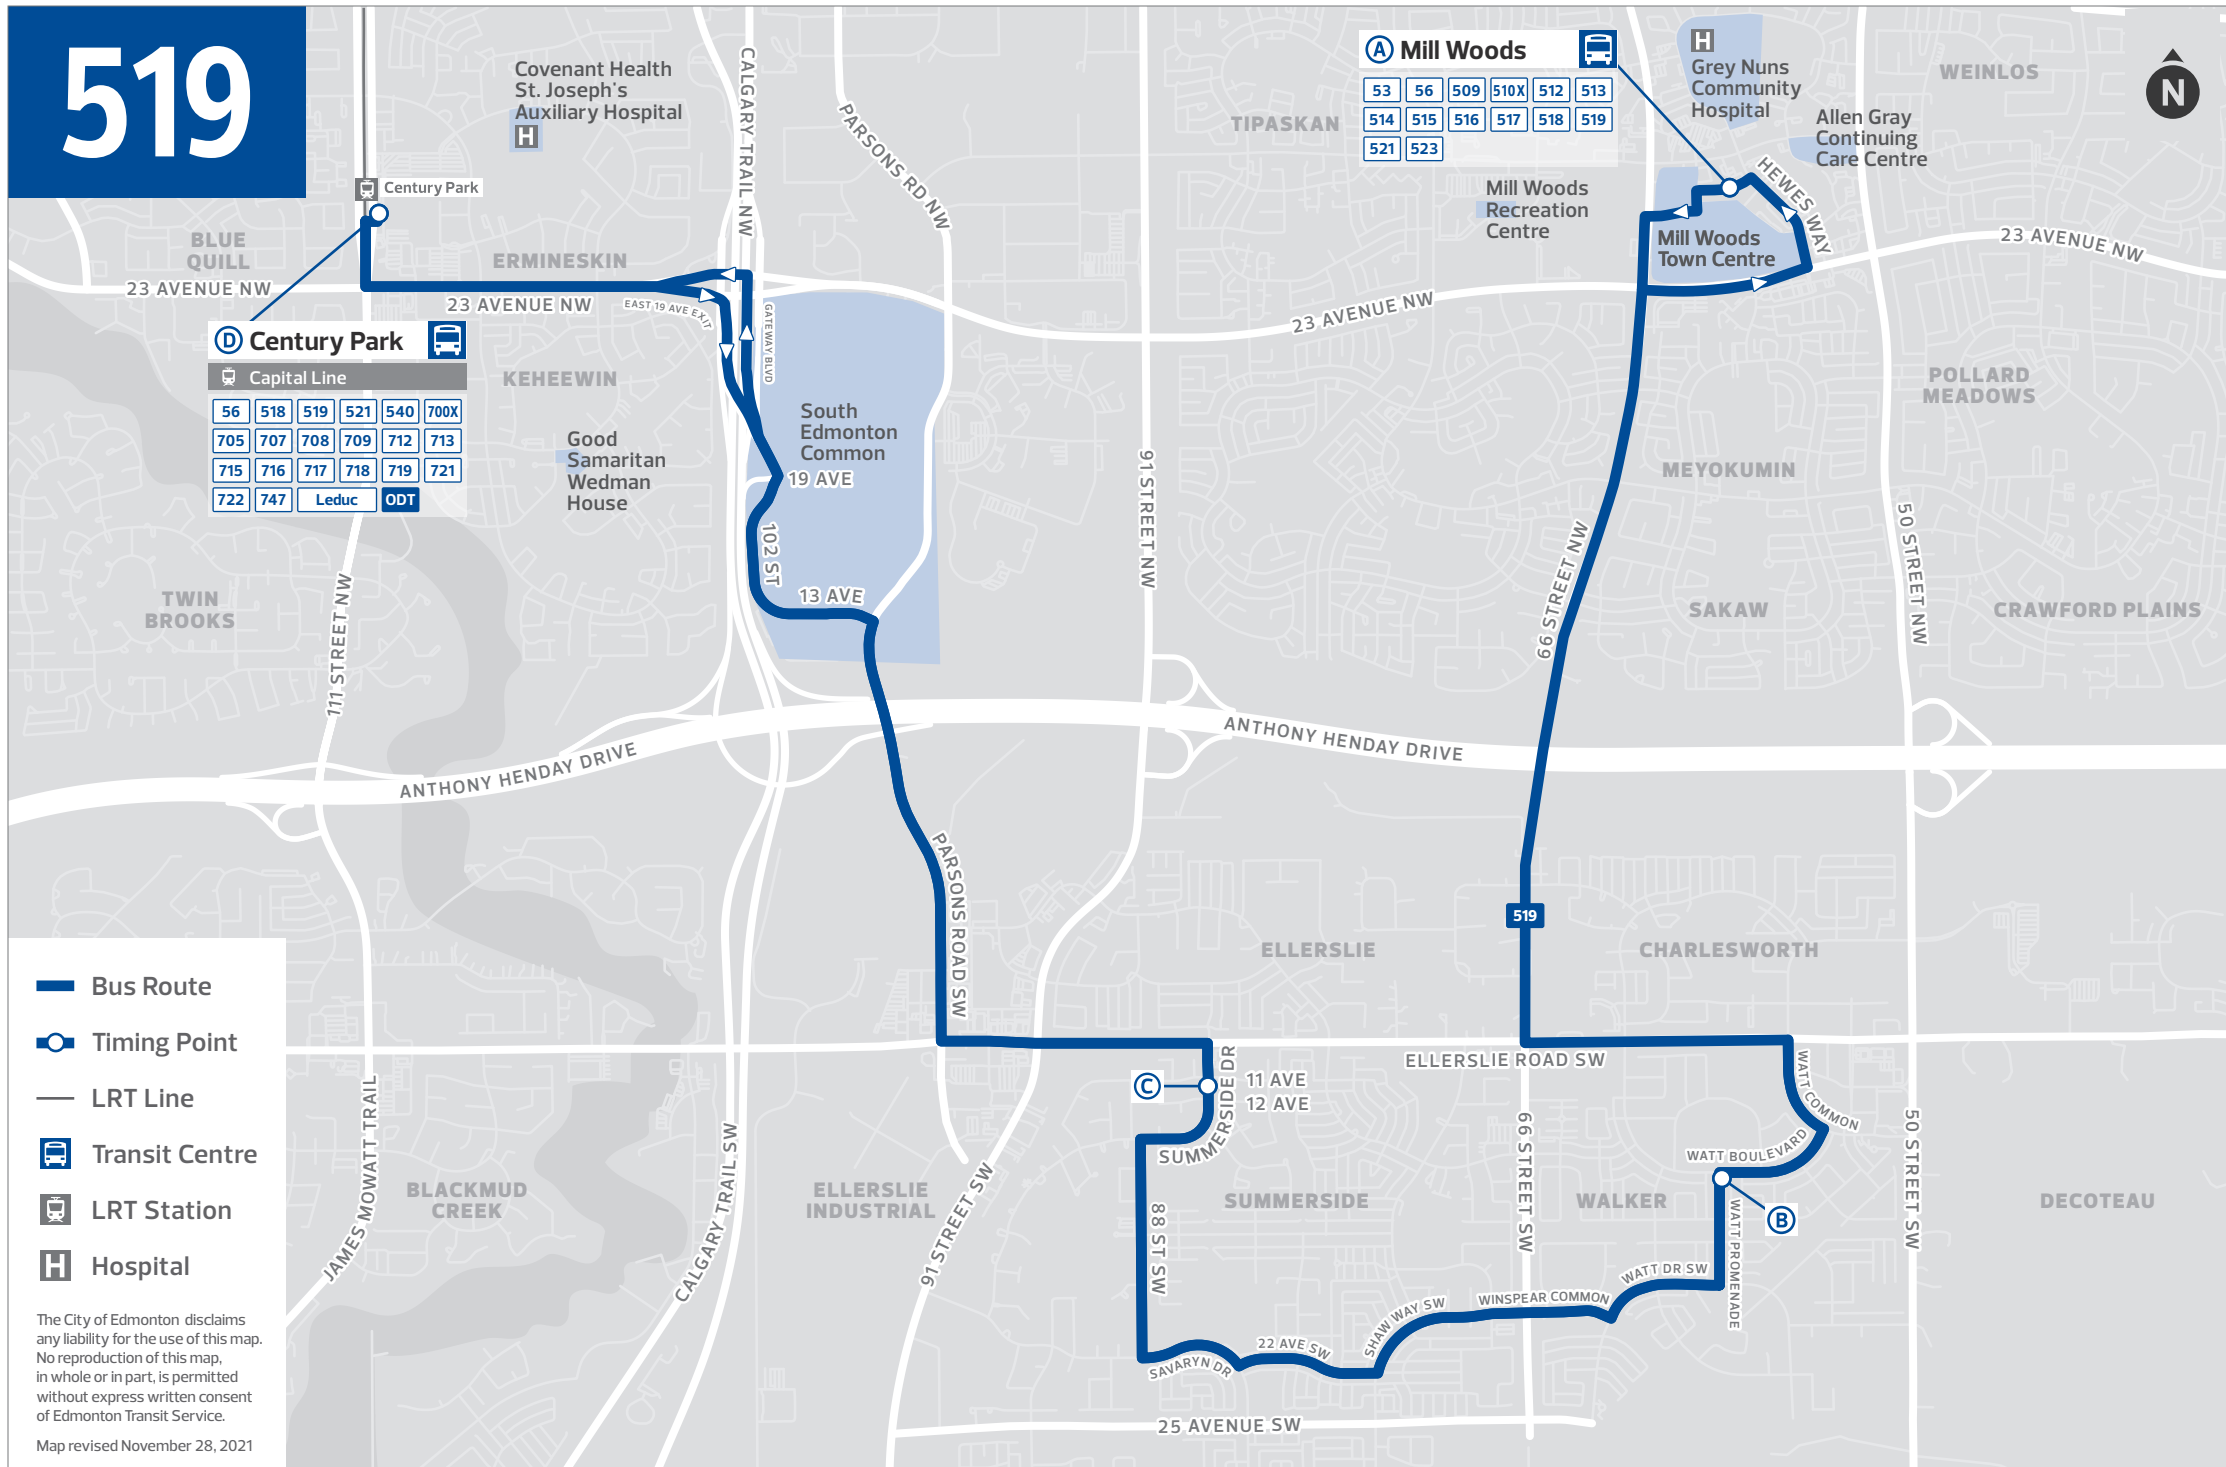 519
Covenant Health
St. Joseph's
Auxiliary Hospital
H
Century Park
CALGARY TRAIL NW
PARSONS RD NW
TIPASKAN
A Mill Woods
53 56 509 510X 512 513
514 515 516 517 518 519
521 523
H
Grey Nuns
Community
Hospital
WEINLOS
N
Allen Gray
Continuing
Care Centre
HEWES WAY
Mill Woods
Recreation
Centre
Mill Woods
Town Centre
23 AVENUE NW
BLUE
QUILL
23 AVENUE NW
ERMINESKIN
23 AVENUE NW
EAST 19 AVE EXIT
GATEWAY BLVD
23 AVENUE NW
D Century Park
Capital Line
56 518 519 521 540 700X
705 707 708 709 712 713
715 716 717 718 719 721
722 747 Leduc ODT
KEHEEWIN
Good
Samaritan
Wedman
House
South
Edmonton
Common
19 AVE
102 ST
13 AVE
91 STREET NW
66 STREET NW
POLLARD
MEADOWS
MEYOKUMIN
50 STREET NW
SAKAW
CRAWFORD PLAINS
TWIN
BROOKS
111 STREET NW
ANTHONY HENDAY DRIVE
ANTHONY HENDAY DRIVE
PARSONS ROAD SW
519
ELLERSLIE
CHARLESWORTH
ELLERSLIE ROAD SW
C
SUMMERSIDE DR
11 AVE
12 AVE
WATT COMMON
WATT BOULEVARD
B
WATT PROMENADE
WATT DR SW
WINSPEAR COMMON
SHAW WAY SW
22 AVE SW
SAVARYN DR
88 ST SW
66 STREET SW
50 STREET SW
SUMMERSIDE
WALKER
DECOTEAU
BLACKMUD
CREEK
ELLERSLIE
INDUSTRIAL
JAMES MOWATT TRAIL
CALGARY TRAIL SW
91 STREET SW
25 AVENUE SW
Bus Route
Timing Point
LRT Line
Transit Centre
LRT Station
H Hospital
The City of Edmonton disclaims
any liability for the use of this map.
No reproduction of this map,
in whole or in part, is permitted
without express written consent
of Edmonton Transit Service.
Map revised November 28, 2021